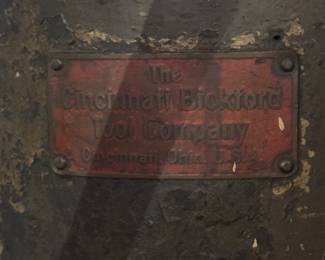 The
Cincinnati Bickford
Tool Company
Cincinnati, Ohio. U. S. A.